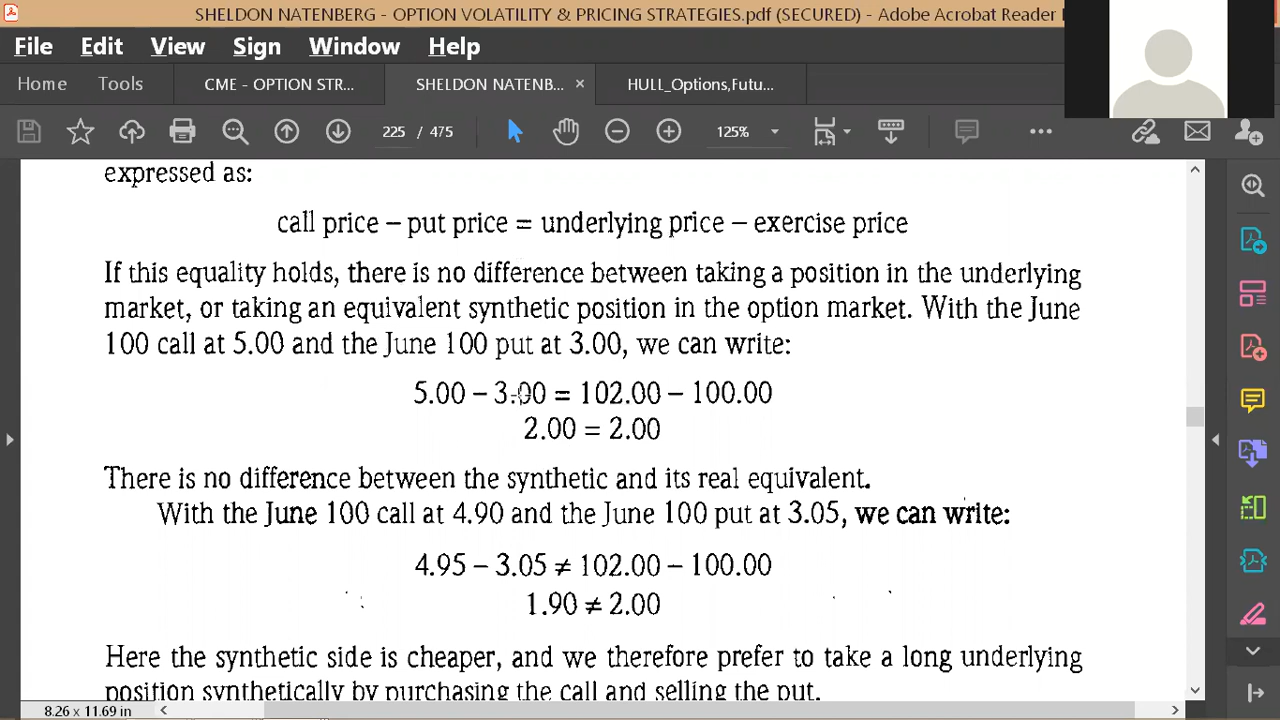 SHELDON NATENBERG - OPTION VOLATILITY & PRICING STRATEGIES.pdf (SECURED) - Adobe Acrobat Reader
File Edit View Sign Window Help
Home Tools CME - OPTION STR... SHELDON NATENB... × HULL_Options,Futu...
225 / 475 125%
expressed as:
call price – put price = underlying price – exercise price
If this equality holds, there is no difference between taking a position in the underlying
market, or taking an equivalent synthetic position in the option market. With the June
100 call at 5.00 and the June 100 put at 3.00, we can write:
5.00 – 3.00 = 102.00 – 100.00
2.00 = 2.00
There is no difference between the synthetic and its real equivalent.
With the June 100 call at 4.90 and the June 100 put at 3.05, we can write:
4.95 – 3.05 ≠ 102.00 – 100.00
1.90 ≠ 2.00
Here the synthetic side is cheaper, and we therefore prefer to take a long underlying
position synthetically by purchasing the call and selling the put.
8.26 x 11.69 in